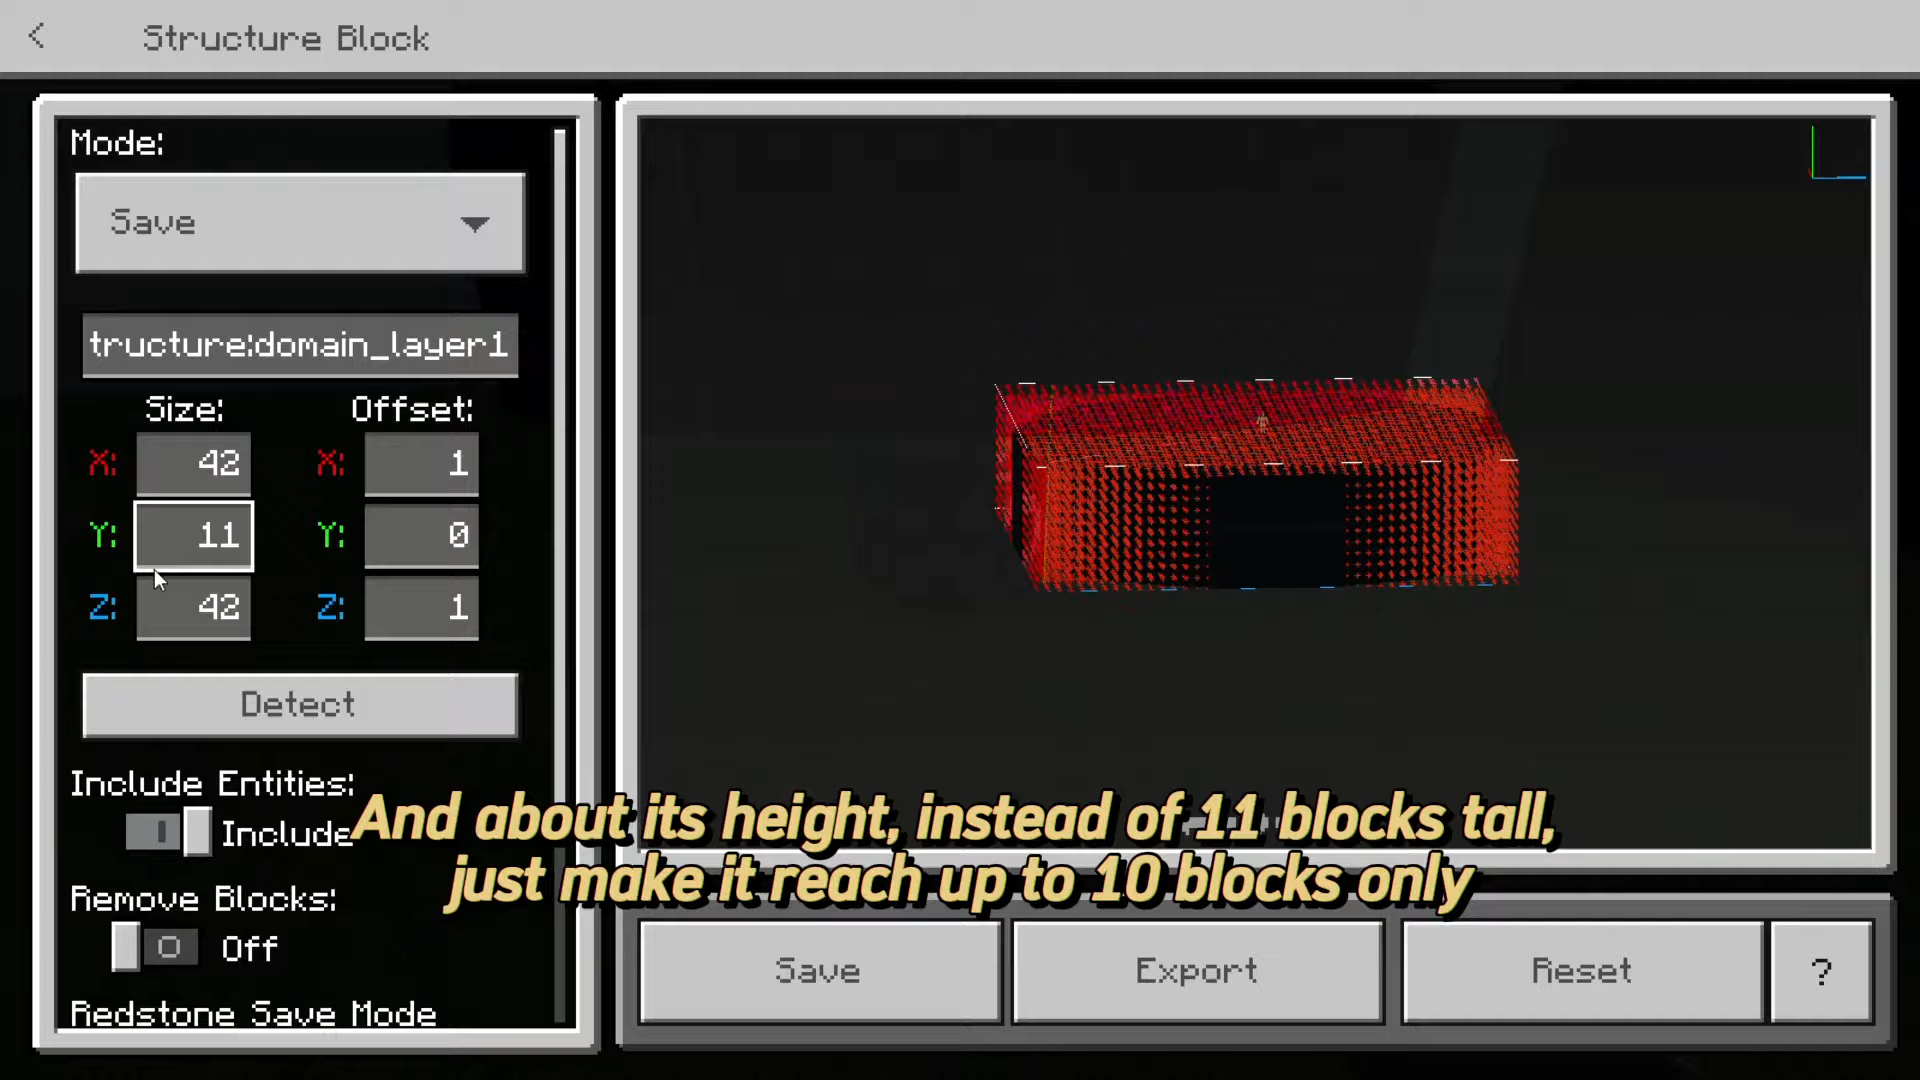 Structure Block
Mode:
Save
tructure:domain_layer1
Size: Offset:
X: 42 X: 1
Y: 11 Y: 0
Z: 42 Z: 1
Detect
Include Entities:
Include
And about its height, instead of 11 blocks tall,
just make it reach up to 10 blocks only
Remove Blocks:
Off
Redstone Save Mode
Save Export Reset ?